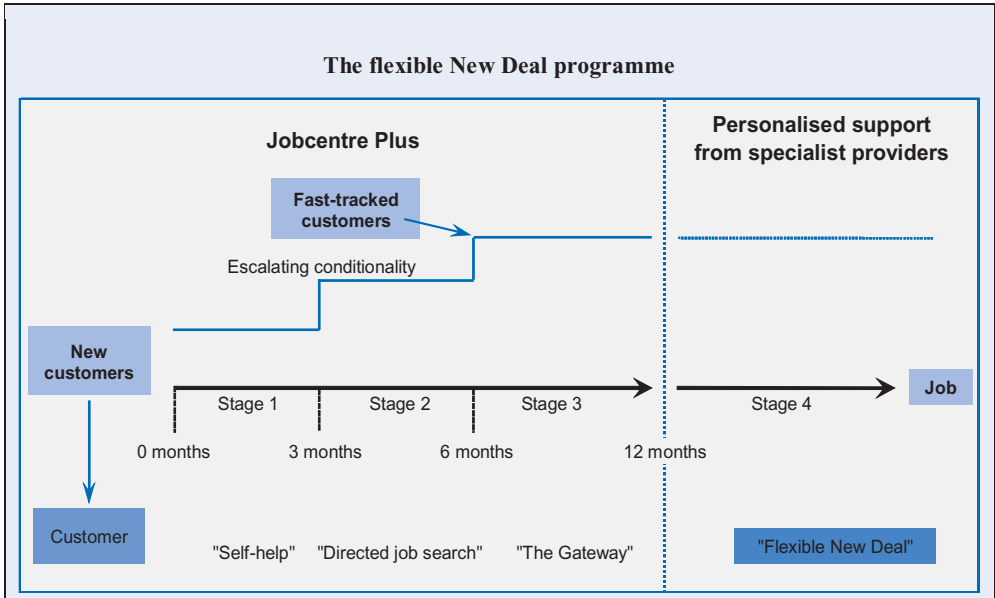 The flexible New Deal programme
Jobcentre Plus
Personalised support
from specialist providers
Fast-tracked
customers
Escalating conditionality
New
customers
Job
Stage 1
Stage 2
Stage 3
Stage 4
0 months
3 months
6 months
12 months
Customer
"Self-help"
"Directed job search"
"The Gateway"
"Flexible New Deal"